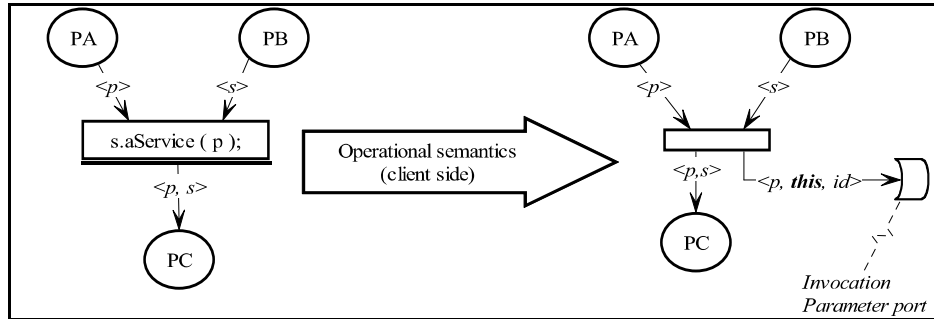 PA
PB
<p>
<s>
s.aService ( p );
<p, s>
PC
Operational semantics
(client side)
PA
PB
<p>
<s>
<p,s>
<p, this, id>
PC
Invocation
Parameter port